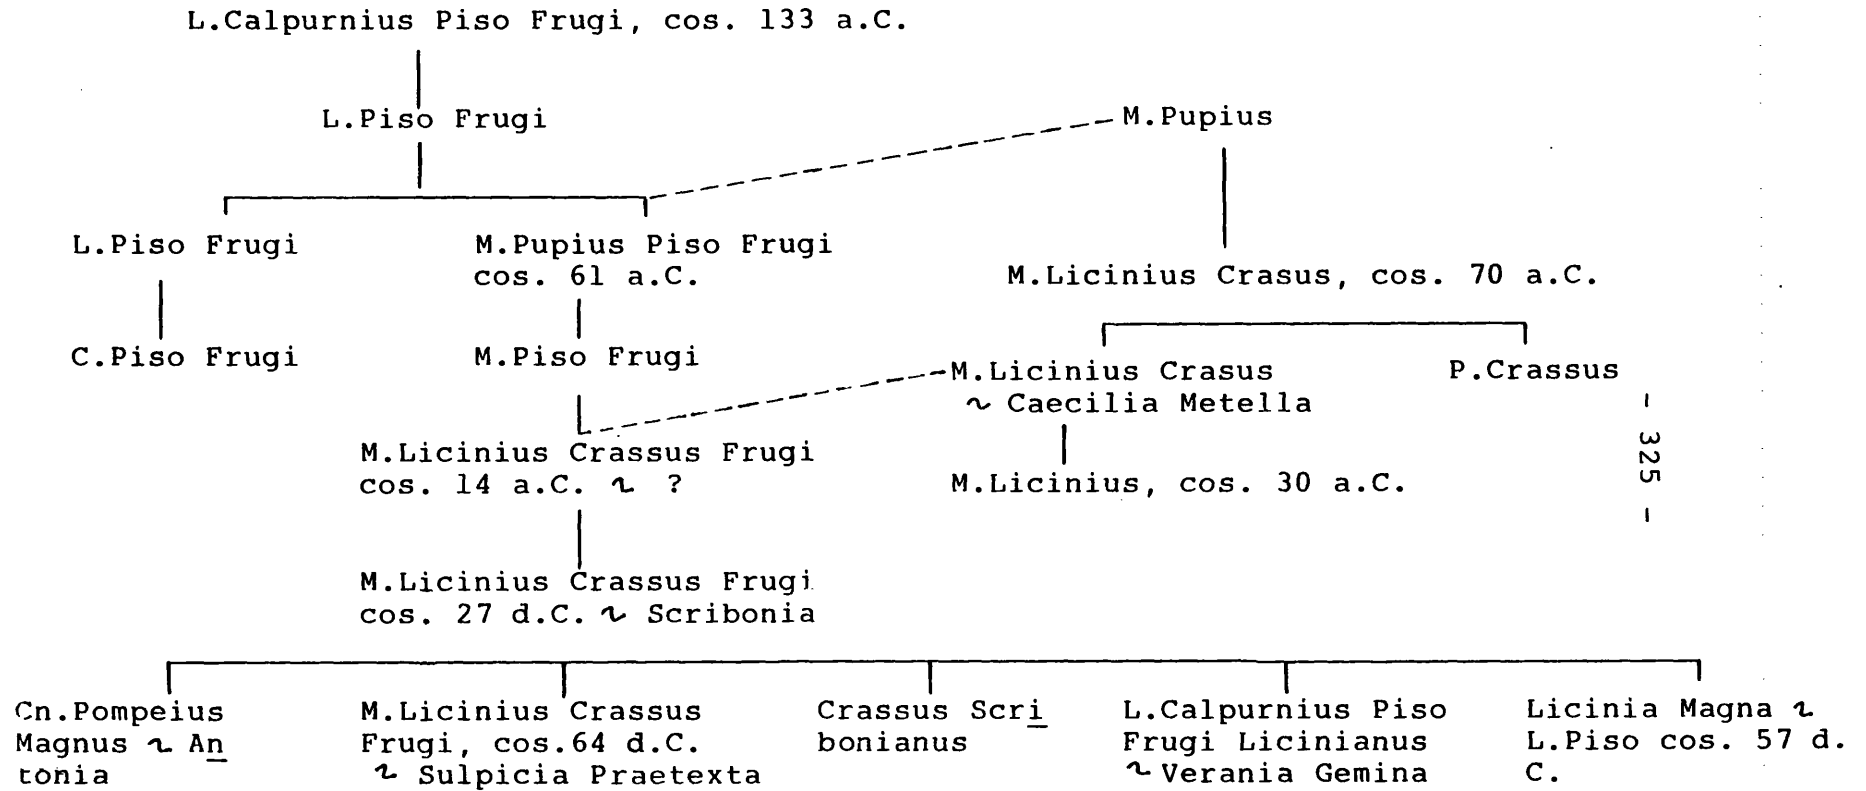 L.Calpurnius Piso Frugi, cos. 133 a.C.
L.Piso Frugi
M.Pupius
L.Piso Frugi
M.Pupius Piso Frugi
cos. 61 a.C.
M.Licinius Crasus, cos. 70 a.C.
C.Piso Frugi
M.Piso Frugi
M.Licinius Crasus
~ Caecilia Metella
P.Crassus
M.Licinius Crassus Frugi
cos. 14 a.C. ~ ?
M.Licinius, cos. 30 a.C.
- 325 -
M.Licinius Crassus Frugi
cos. 27 d.C. ~ Scribonia
Cn.Pompeius
Magnus ~ An
tonia
M.Licinius Crassus
Frugi, cos.64 d.C.
~ Sulpicia Praetexta
Crassus Scri
bonianus
L.Calpurnius Piso
Frugi Licinianus
~ Verania Gemina
Licinia Magna ~
L.Piso cos. 57 d.
C.